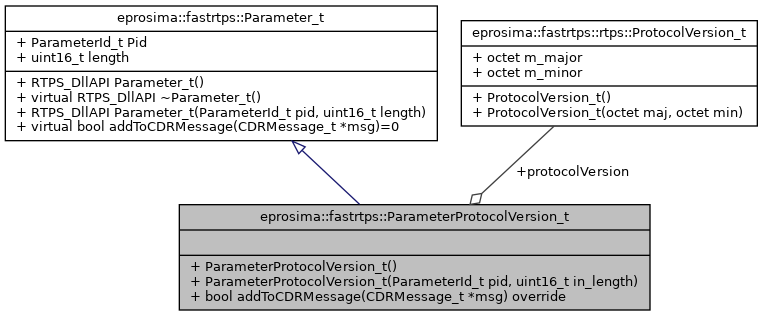 eprosima::fastrtps::Parameter_t
+ ParameterId_t Pid
+ uint16_t length
+ RTPS_DllAPI Parameter_t()
+ virtual RTPS_DllAPI ~Parameter_t()
+ RTPS_DllAPI Parameter_t(ParameterId_t pid, uint16_t length)
+ virtual bool addToCDRMessage(CDRMessage_t *msg)=0
eprosima::fastrtps::rtps::ProtocolVersion_t
+ octet m_major
+ octet m_minor
+ ProtocolVersion_t()
+ ProtocolVersion_t(octet maj, octet min)
+protocolVersion
eprosima::fastrtps::ParameterProtocolVersion_t
+ ParameterProtocolVersion_t()
+ ParameterProtocolVersion_t(ParameterId_t pid, uint16_t in_length)
+ bool addToCDRMessage(CDRMessage_t *msg) override